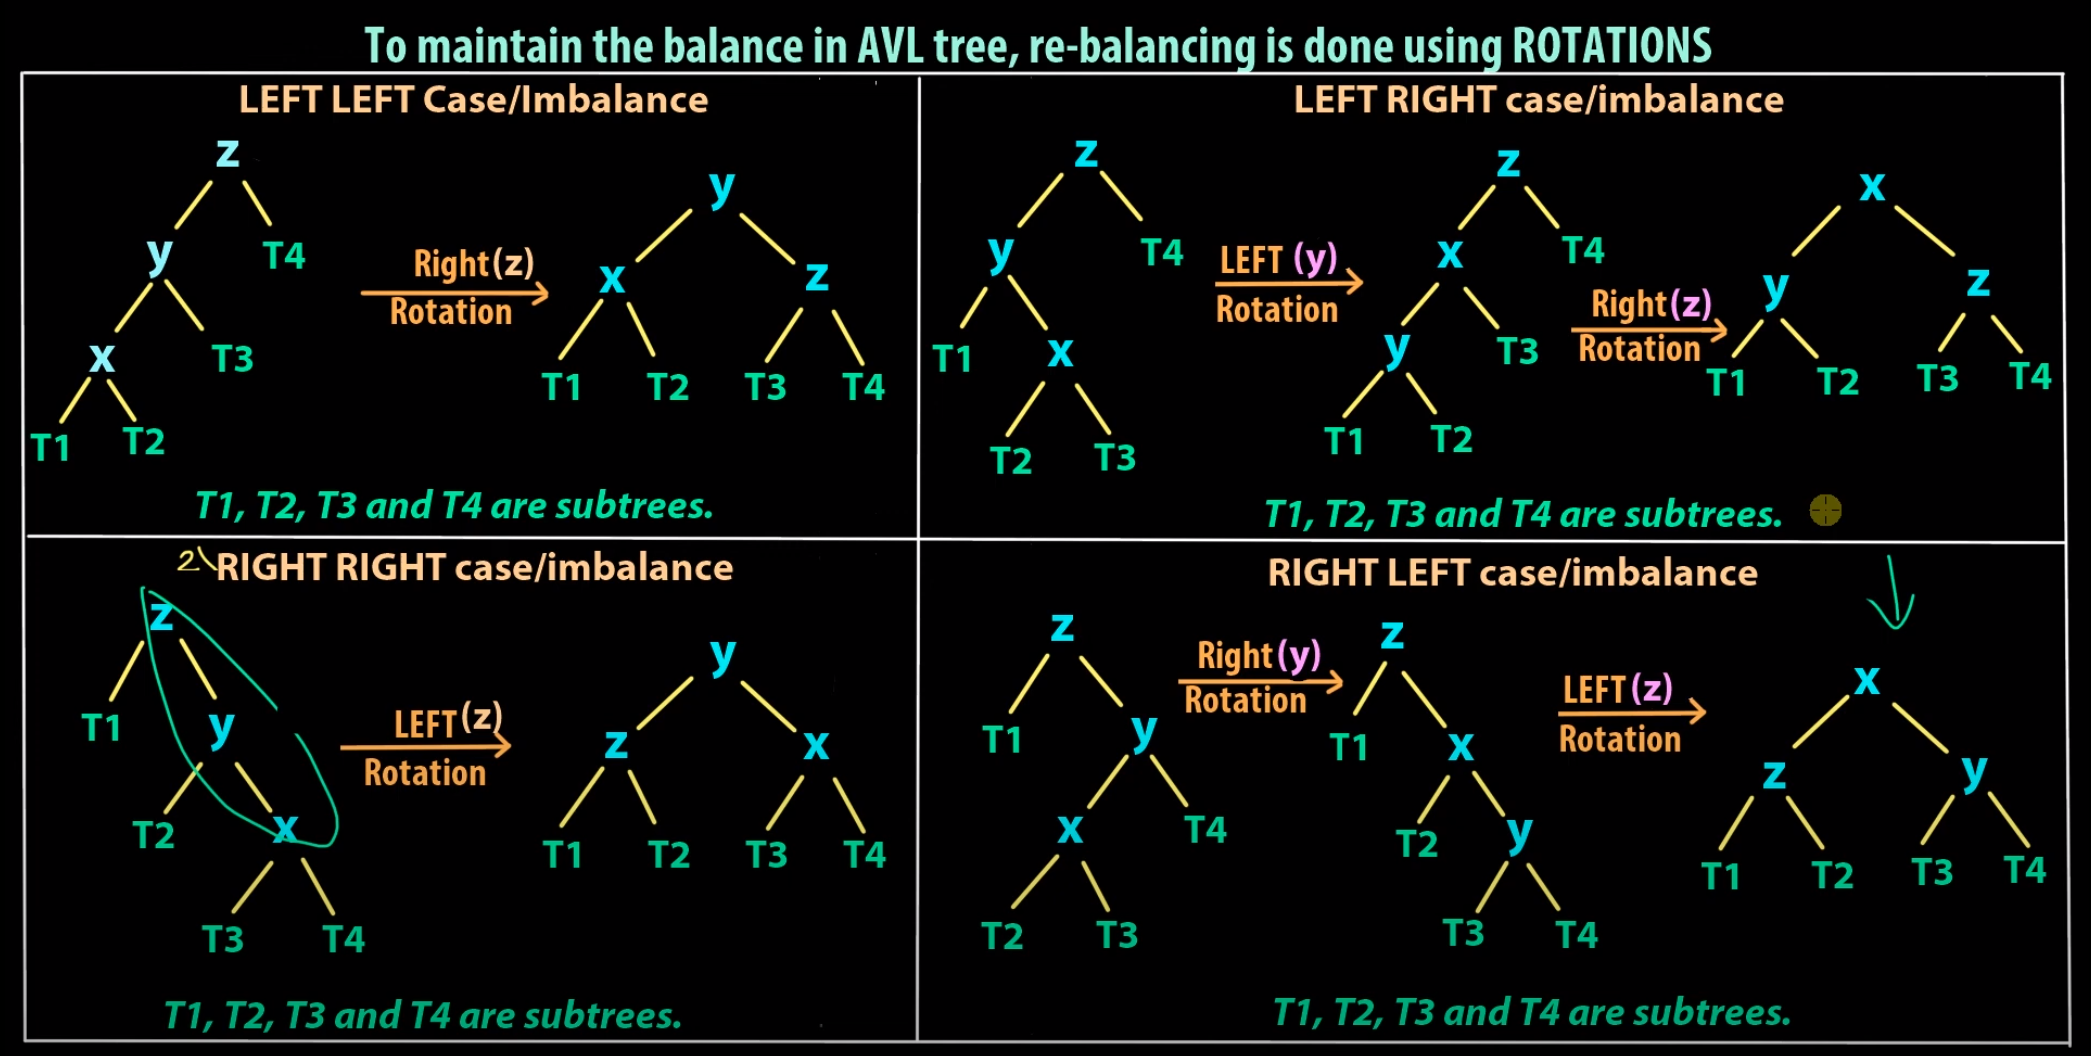 To maintain the balance in AVL tree, re-balancing is done using ROTATIONS
LEFT LEFT Case/Imbalance
z
y T4
x T3
T1 T2
Right (z)
Rotation
y
x z
T1 T2 T3 T4
T1, T2, T3 and T4 are subtrees.
LEFT RIGHT case/imbalance
z
y T4
T1 x
T2 T3
LEFT (y)
Rotation
z
x T4
y T3
T1 T2
Right (z)
Rotation
x
y z
T1 T2 T3 T4
T1, T2, T3 and T4 are subtrees.
RIGHT RIGHT case/imbalance
z
T1 y
T2 x
T3 T4
LEFT (z)
Rotation
y
z x
T1 T2 T3 T4
T1, T2, T3 and T4 are subtrees.
RIGHT LEFT case/imbalance
z
T1 y
x T4
T2 T3
Right (y)
Rotation
z
T1 x
T2 y
T3 T4
LEFT (z)
Rotation
x
z y
T1 T2 T3 T4
T1, T2, T3 and T4 are subtrees.